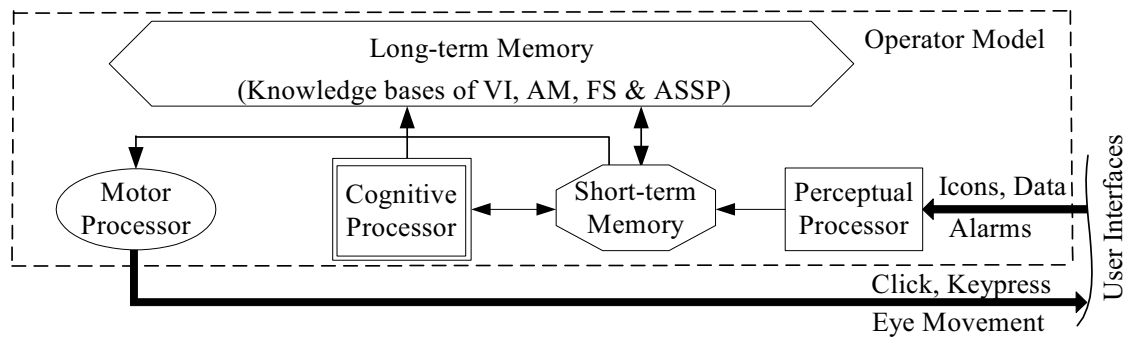 Long-term Memory
(Knowledge bases of VI, AM, FS & ASSP)
Operator Model
Motor
Processor
Cognitive
Processor
Short-term
Memory
Perceptual
Processor
Icons, Data
Alarms
User Interfaces
Click, Keypress
Eye Movement